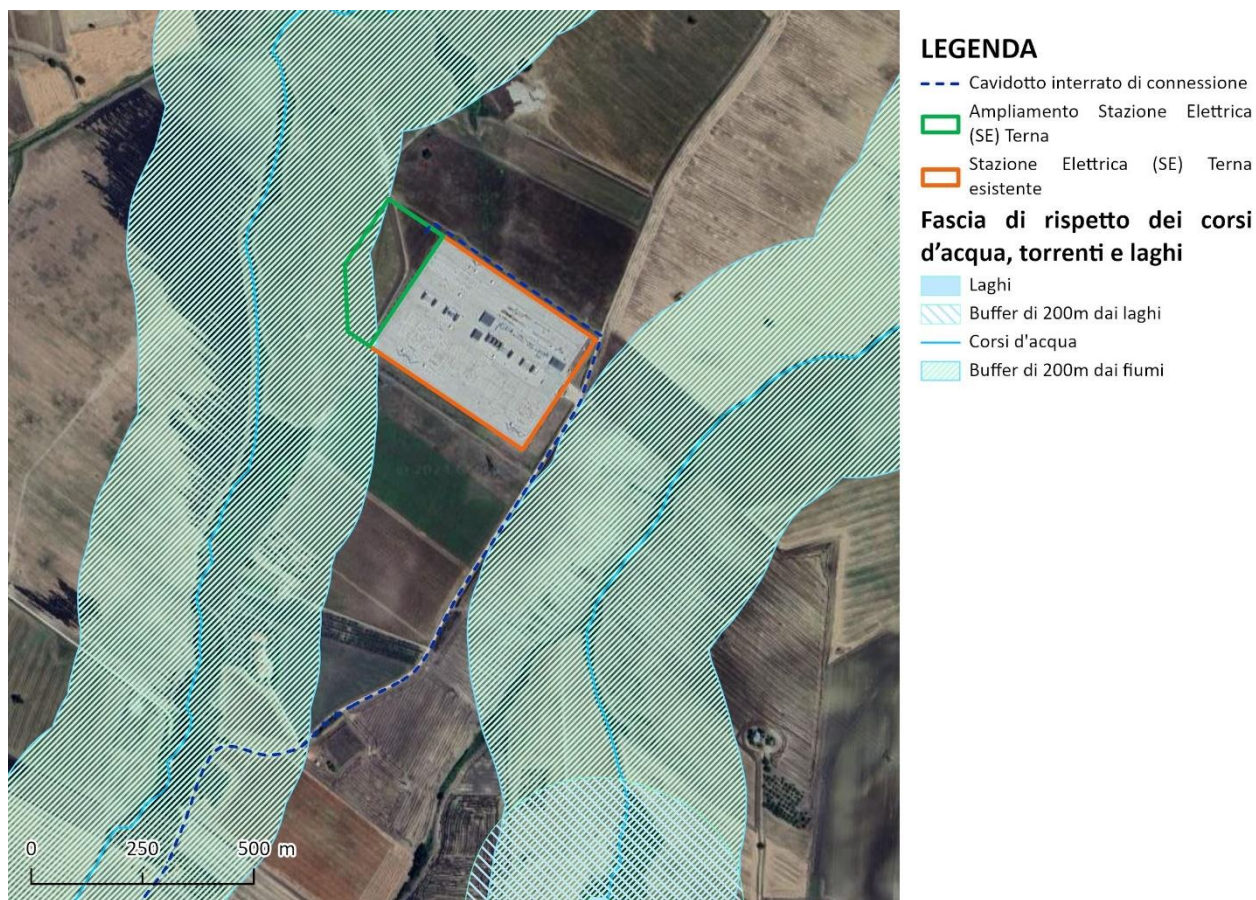 LEGENDA
Cavidotto interrato di connessione
Ampliamento Stazione Elettrica
(SE) Terna
Stazione Elettrica (SE) Terna
esistente
Fascia di rispetto dei corsi
d'acqua, torrenti e laghi
Laghi
Buffer di 200m dai laghi
Corsi d'acqua
Buffer di 200m dai fiumi
0 250 500 m